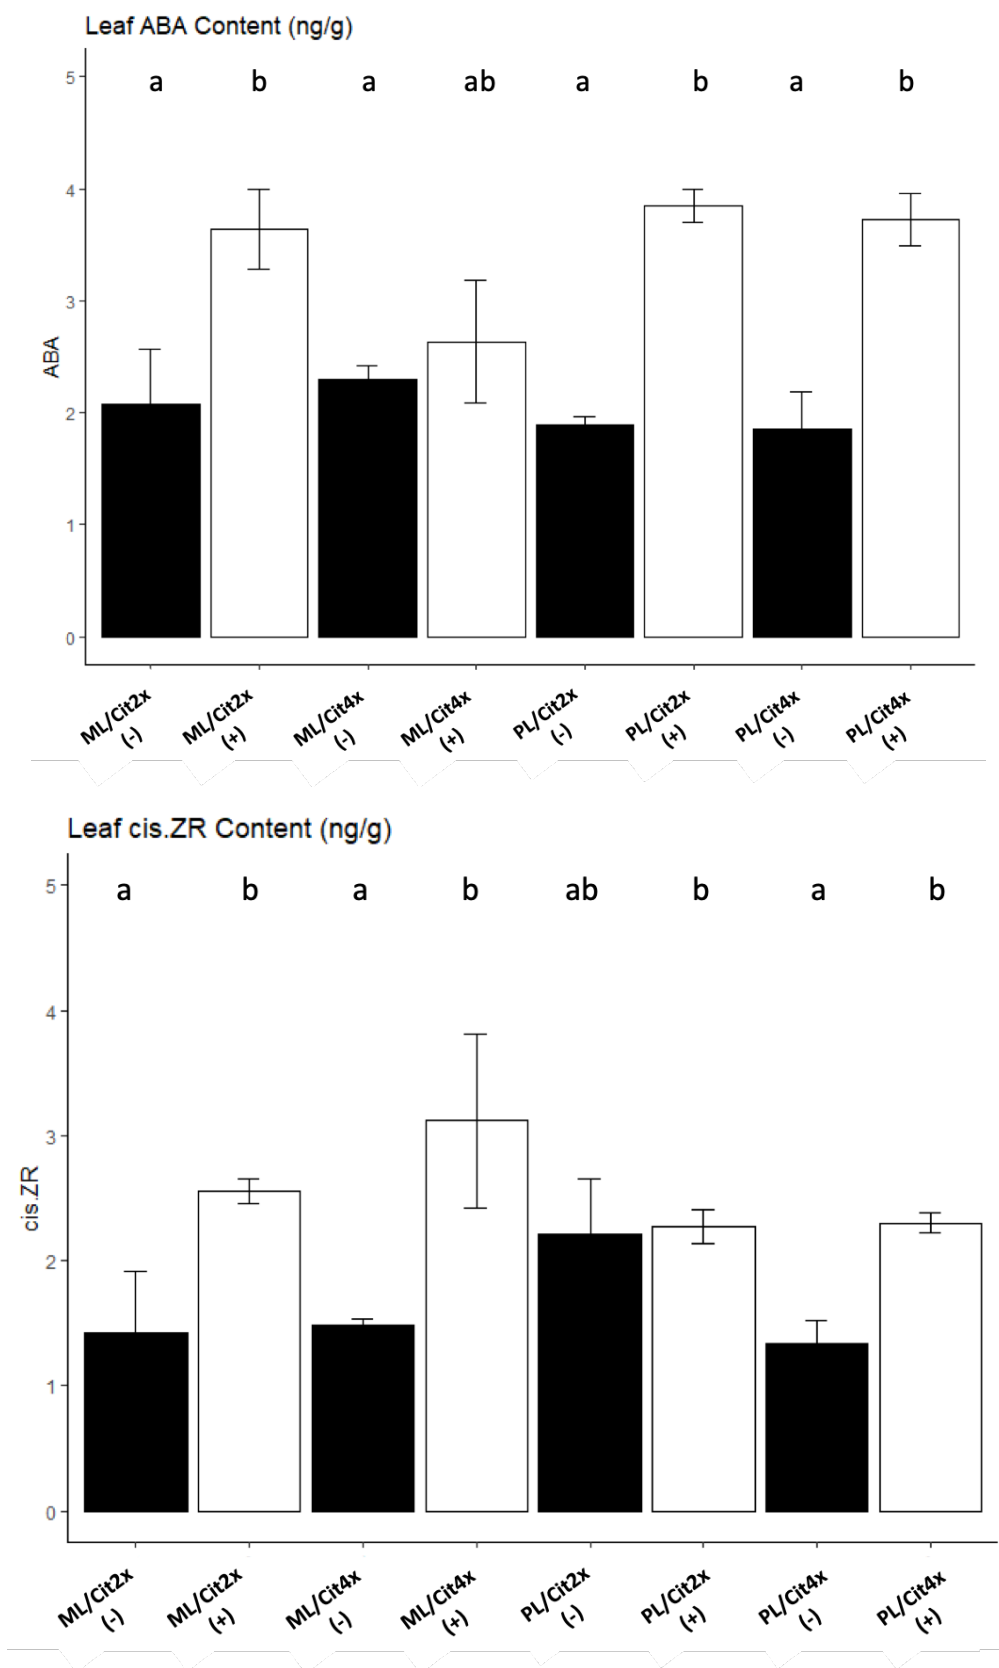 Leaf ABA Content (ng/g)
a b a ab a b a b
5
4
3
2
1
0
ABA
ML/Cit2x (-)
ML/Cit2x (+)
ML/Cit4x (-)
ML/Cit4x (+)
PL/Cit2x (-)
PL/Cit2x (+)
PL/Cit4x (-)
PL/Cit4x (+)
Leaf cis.ZR Content (ng/g)
a b a b ab b a b
5
4
3
2
1
0
cis.ZR
ML/Cit2x (-)
ML/Cit2x (+)
ML/Cit4x (-)
ML/Cit4x (+)
PL/Cit2x (-)
PL/Cit2x (+)
PL/Cit4x (-)
PL/Cit4x (+)